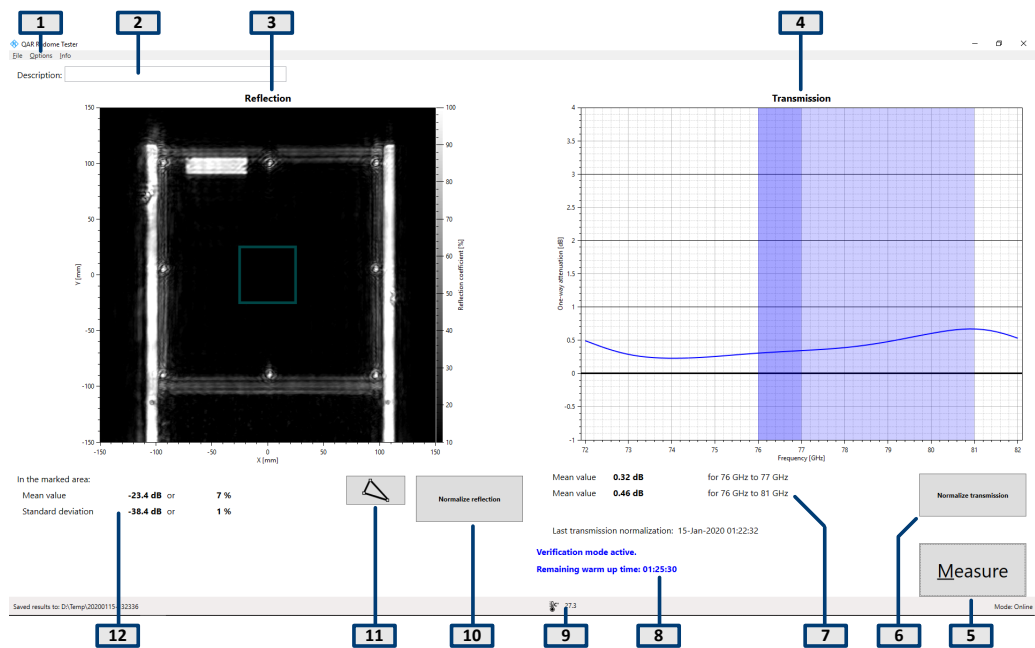 1
2
3
4
QAR Radome Tester
File Options Info
Description:
Reflection
150
100
50
0
-50
-100
-150
Y [mm]
-150 -100 -50 0 50 100 150
X [mm]
100
90
80
70
60
50
40
30
20
10
Reflection coefficient [%]
Transmission
4
3.5
3
2.5
2
1.5
1
0.5
0
-0.5
-1
One-way attenuation [dB]
72 73 74 75 76 77 78 79 80 81 82
Frequency [GHz]
In the marked area:
Mean value -23.4 dB or 7 %
Standard deviation -38.4 dB or 1 %
Normalize reflection
Mean value 0.32 dB for 76 GHz to 77 GHz
Mean value 0.46 dB for 76 GHz to 81 GHz
Normalize transmission
Last transmission normalization: 15-Jan-2020 01:22:32
Verification mode active.
Remaining warm up time: 01:25:30
Measure
Saved results to: D:\Temp\20200115 32336
°C 27.3
Mode: Online
12
11
10
9
8
7
6
5